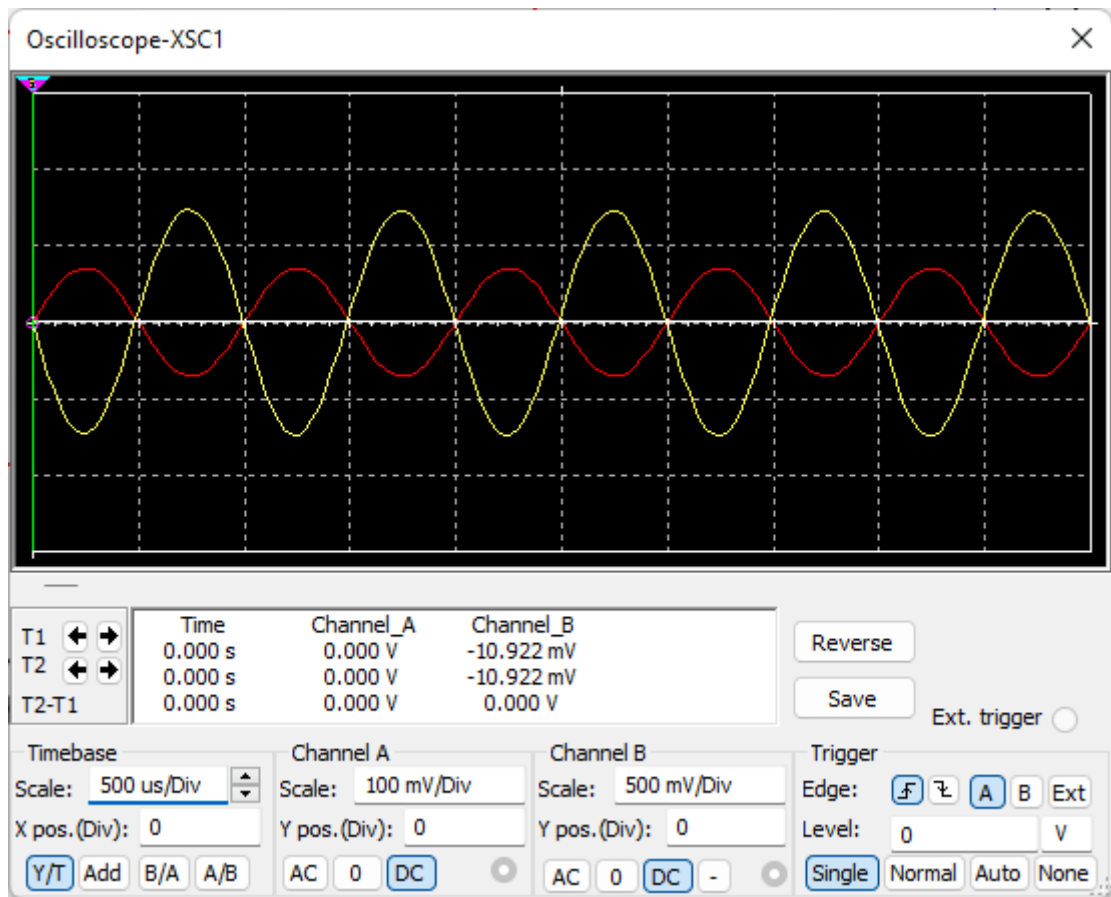 Oscilloscope-XSC1
T1
T2
T2-T1
Time Channel_A Channel_B
0.000 s 0.000 V -10.922 mV
0.000 s 0.000 V -10.922 mV
0.000 s 0.000 V 0.000 V
Reverse
Save
Ext. trigger
Timebase
Scale: 500 us/Div
X pos.(Div): 0
Y/T Add B/A A/B
Channel A
Scale: 100 mV/Div
Y pos.(Div): 0
AC 0 DC
Channel B
Scale: 500 mV/Div
Y pos.(Div): 0
AC 0 DC -
Trigger
Edge: A B Ext
Level: 0 V
Single Normal Auto None